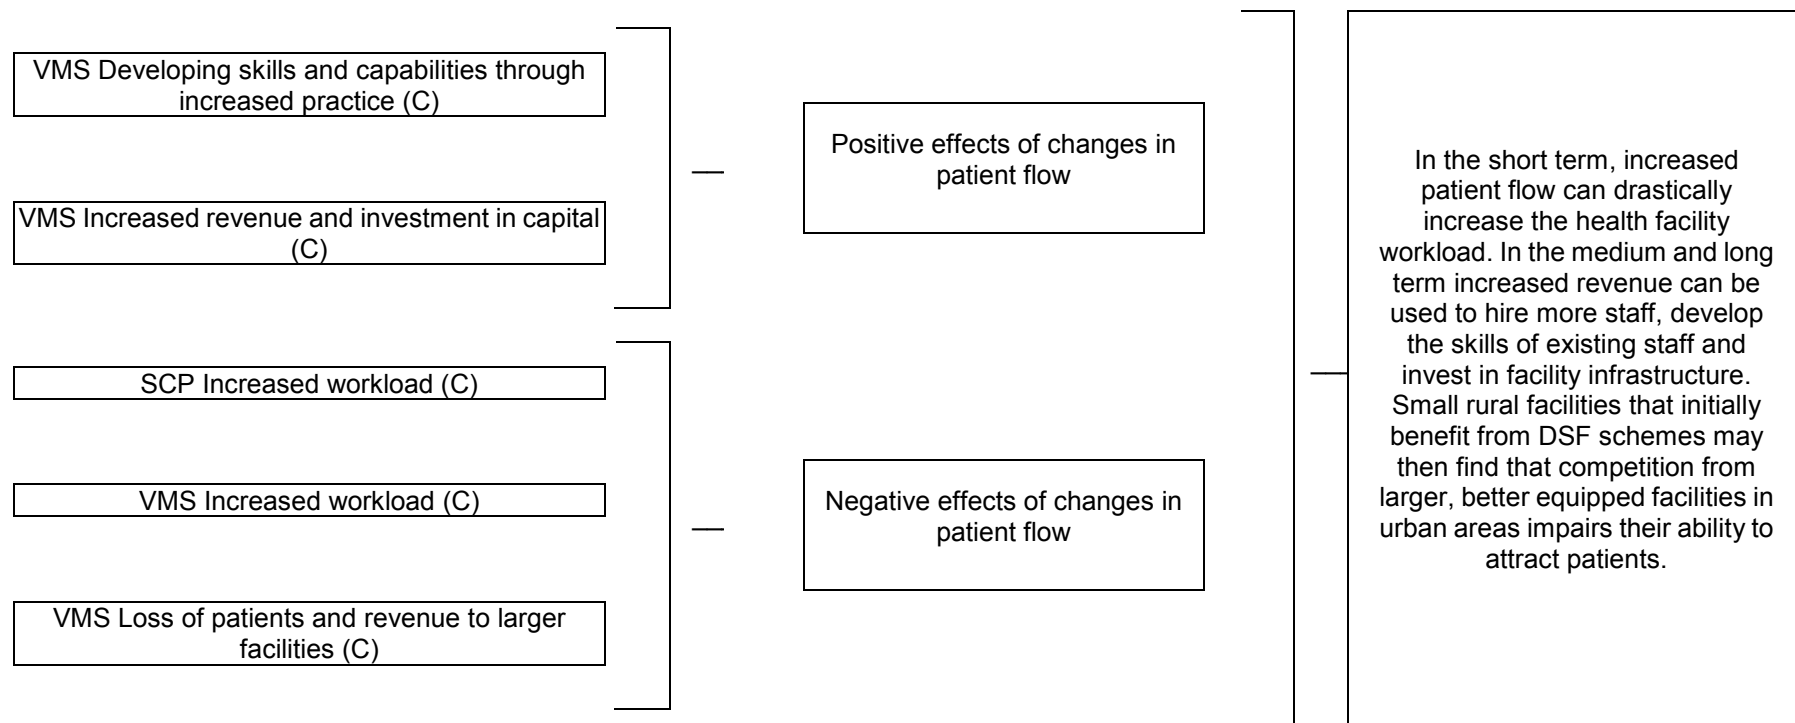 VMS Developing skills and capabilities through
increased practice (C)
VMS Increased revenue and investment in capital
(C)
SCP Increased workload (C)
VMS Increased workload (C)
VMS Loss of patients and revenue to larger
facilities (C)
Positive effects of changes in
patient flow
Negative effects of changes in
patient flow
In the short term, increased
patient flow can drastically
increase the health facility
workload. In the medium and long
term increased revenue can be
used to hire more staff, develop
the skills of existing staff and
invest in facility infrastructure.
Small rural facilities that initially
benefit from DSF schemes may
then find that competition from
larger, better equipped facilities in
urban areas impairs their ability to
attract patients.